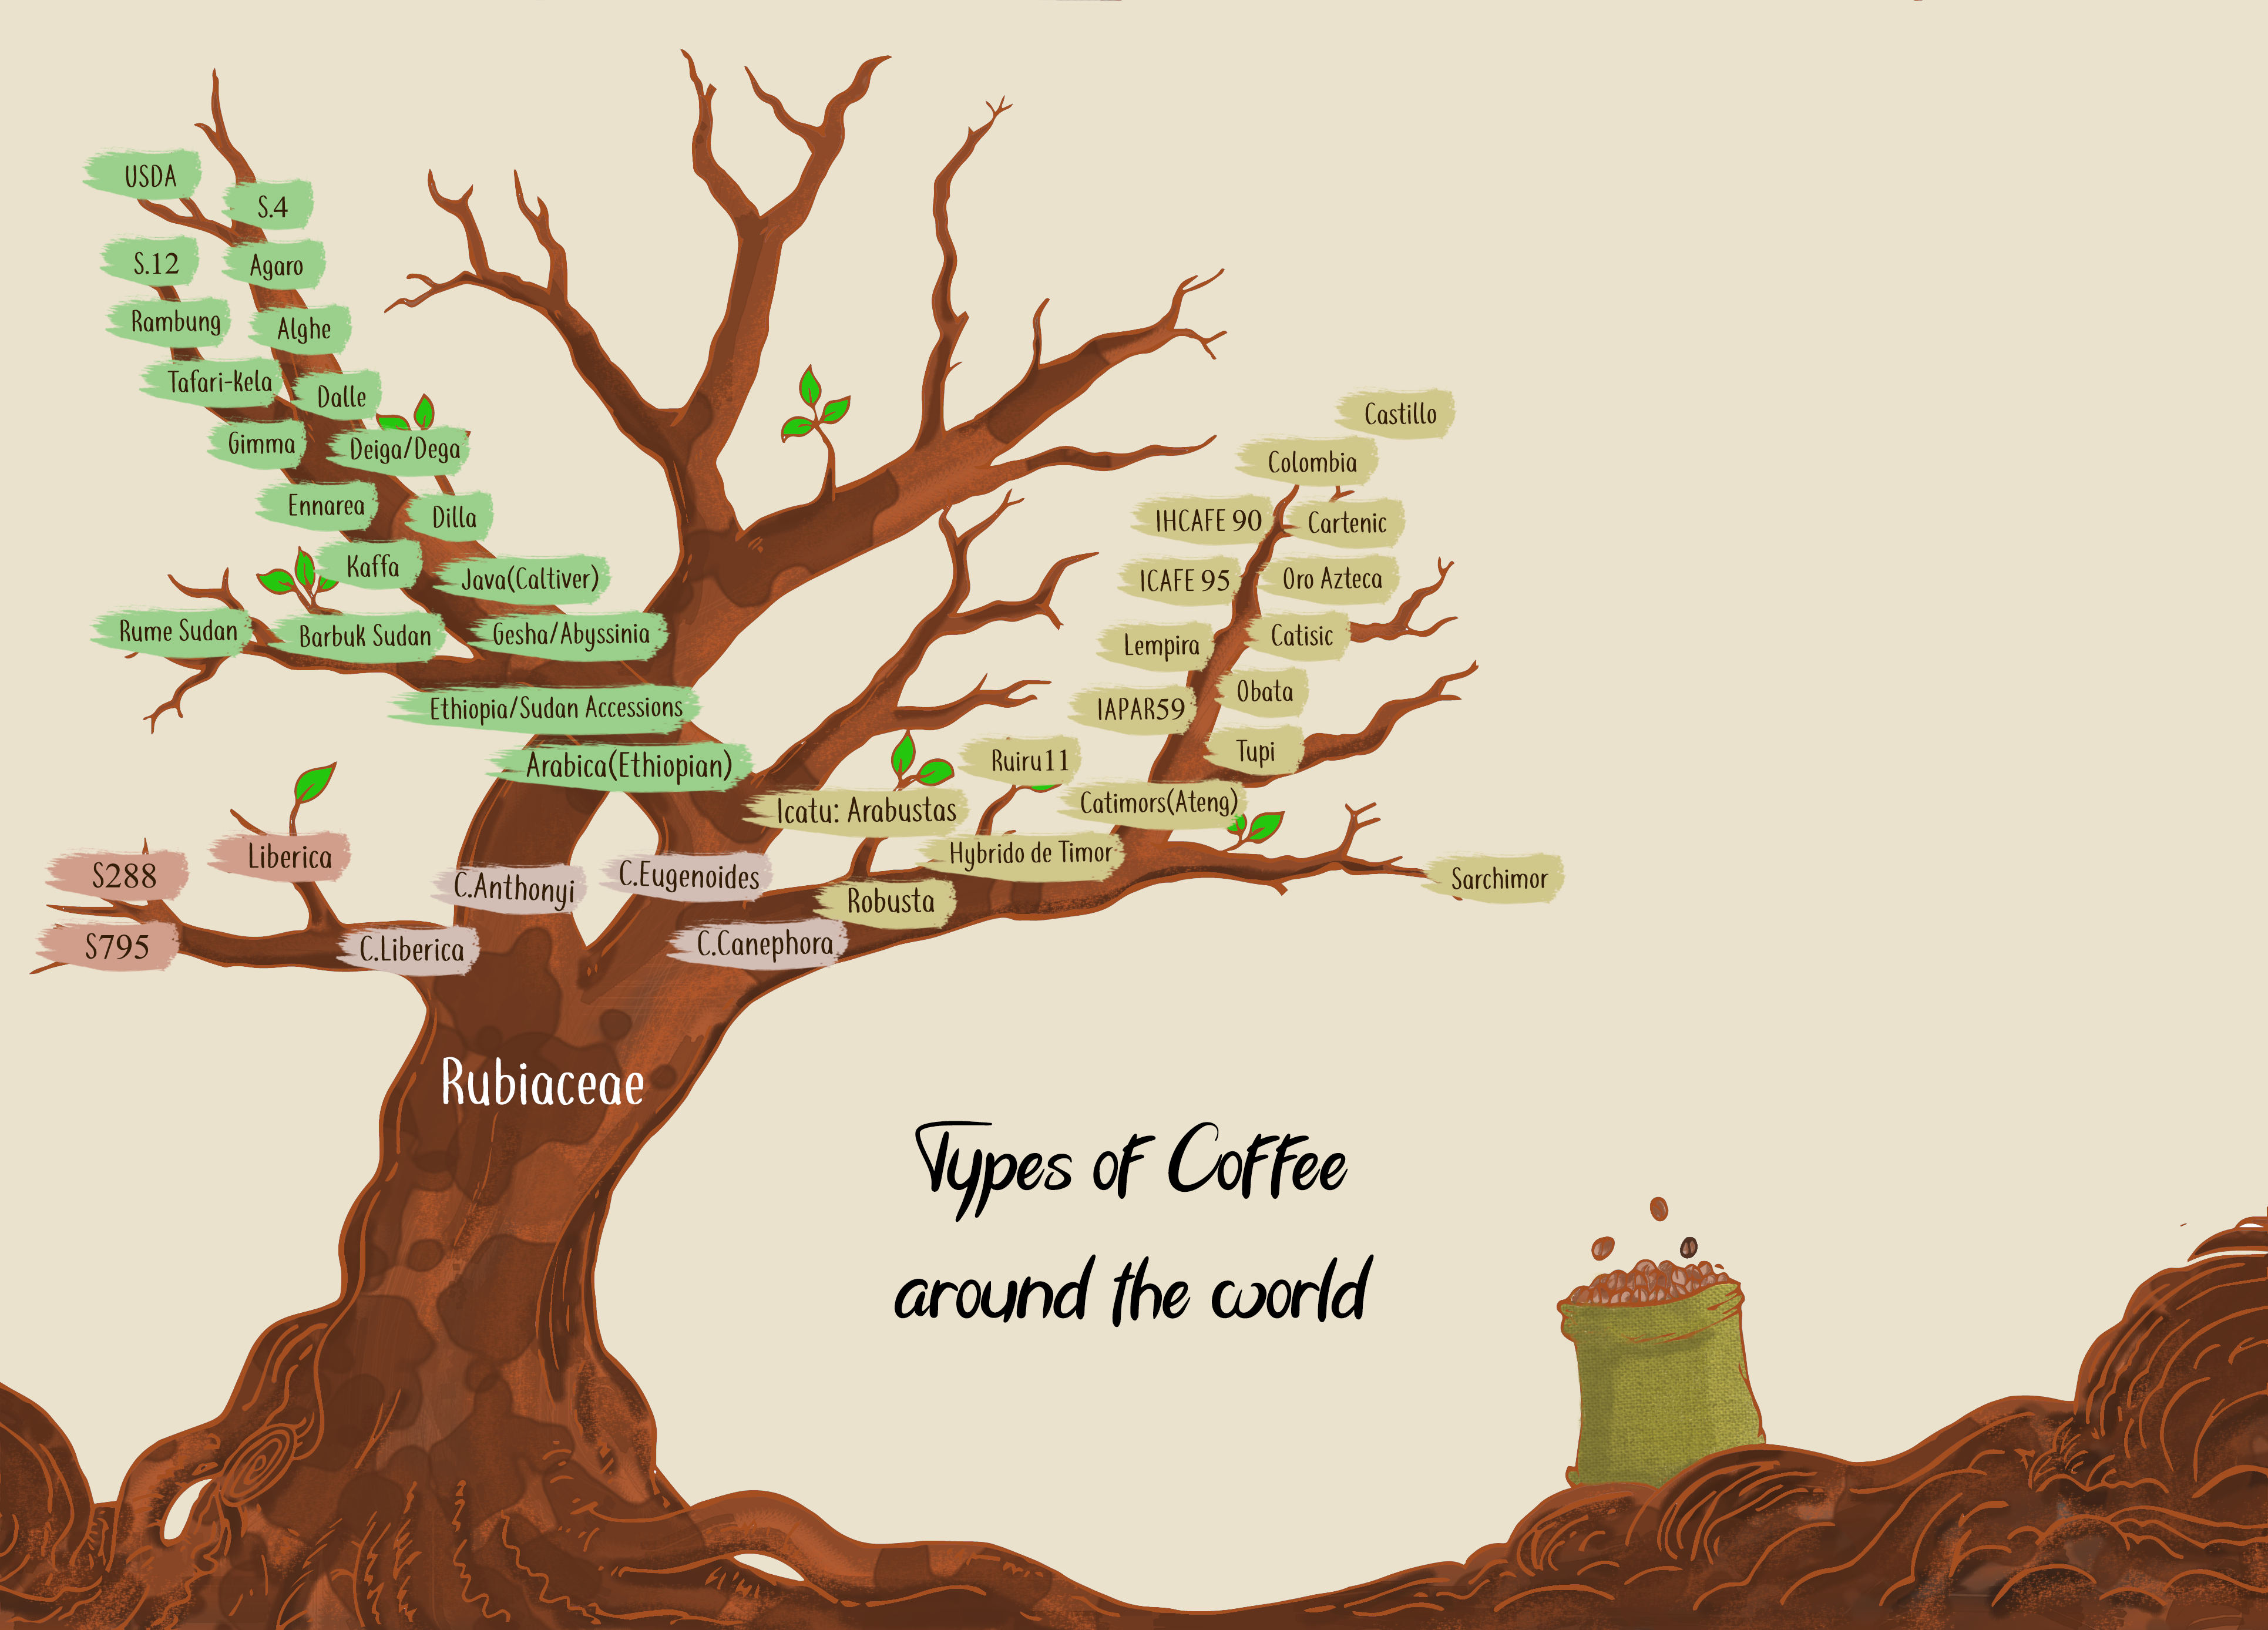 USDA
S.4
S.12
Agaro
Rambung
Alghe
Tafari-kela
Dalle
Gimma
Deiga/Dega
Ennarea
Dilla
Kaffa
Java(Caltiver)
Rume Sudan
Barbuk Sudan
Gesha/Abyssinia
Ethiopia/Sudan Accessions
Arabica(Ethiopian)
Castillo
Colombia
IHCAFE 90
Cartenic
ICAFE 95
Oro Azteca
Lempira
Catisic
IAPAR59
Obata
Tupi
Ruiru11
Catimors(Ateng)
Icatu: Arabustas
Hybrido de Timor
Sarchimor
Robusta
S288
Liberica
S795
C.Liberica
C.Anthonyi
C.Eugenoides
C.Canephora
Rubiaceae
Types of Coffee
around the world